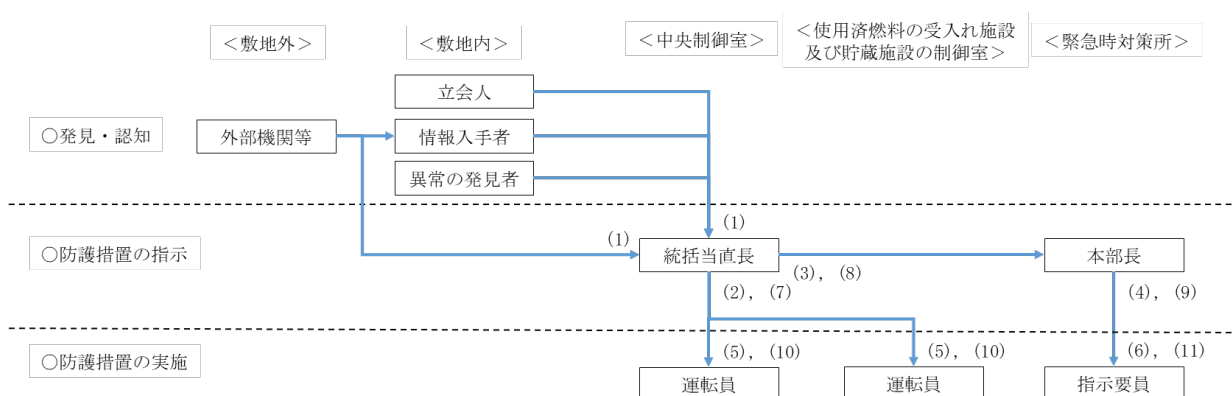 ＜敷地外＞
＜敷地内＞
＜中央制御室＞
＜使用済燃料の受入れ施設
及び貯蔵施設の制御室＞
＜緊急時対策所＞
○発見・認知
外部機関等
立会人
情報入手者
異常の発見者
(1)
○防護措置の指示
(1)
統括当直長
(3)，(8)
本部長
(2)，(7)
(4)，(9)
○防護措置の実施
(5)，(10)
(5)，(10)
(6)，(11)
運転員
運転員
指示要員